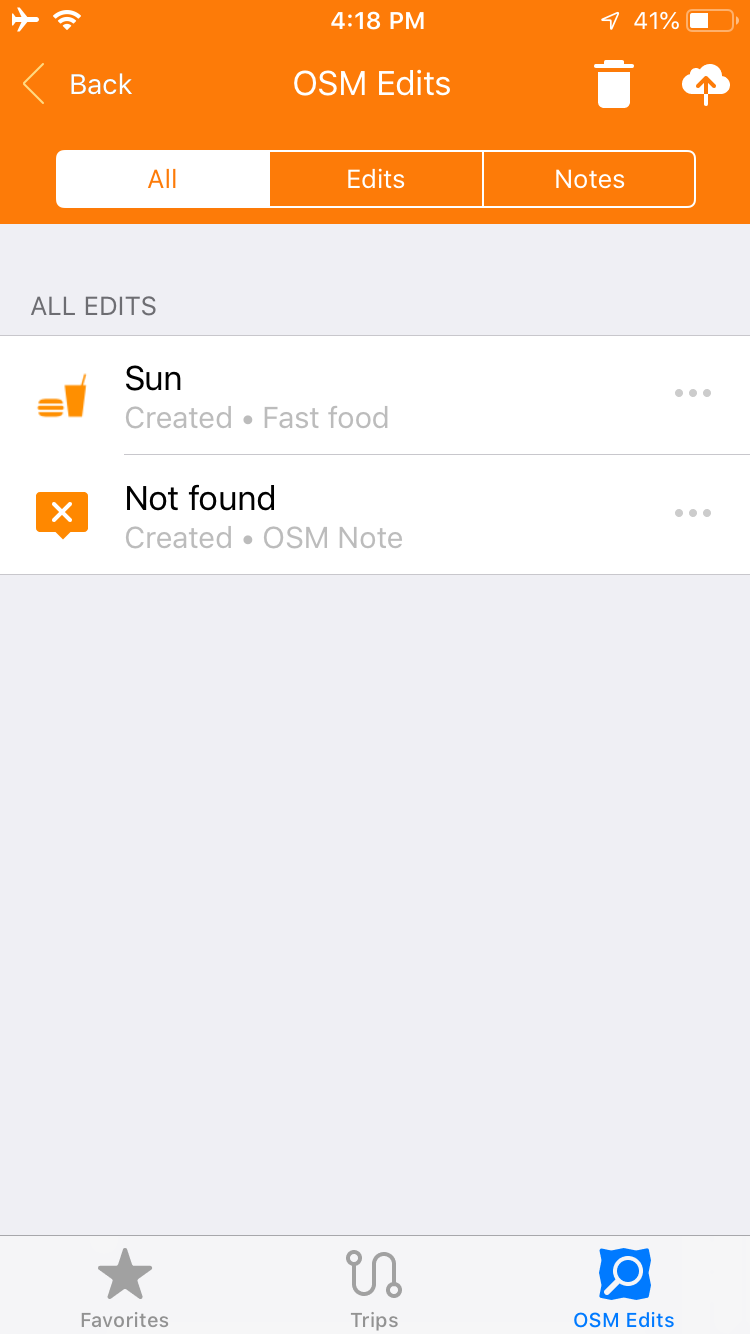 4:18 PM
41%
Back
OSM Edits
All
Edits
Notes
ALL EDITS
Sun
Created • Fast food
Not found
Created • OSM Note
Favorites
Trips
OSM Edits